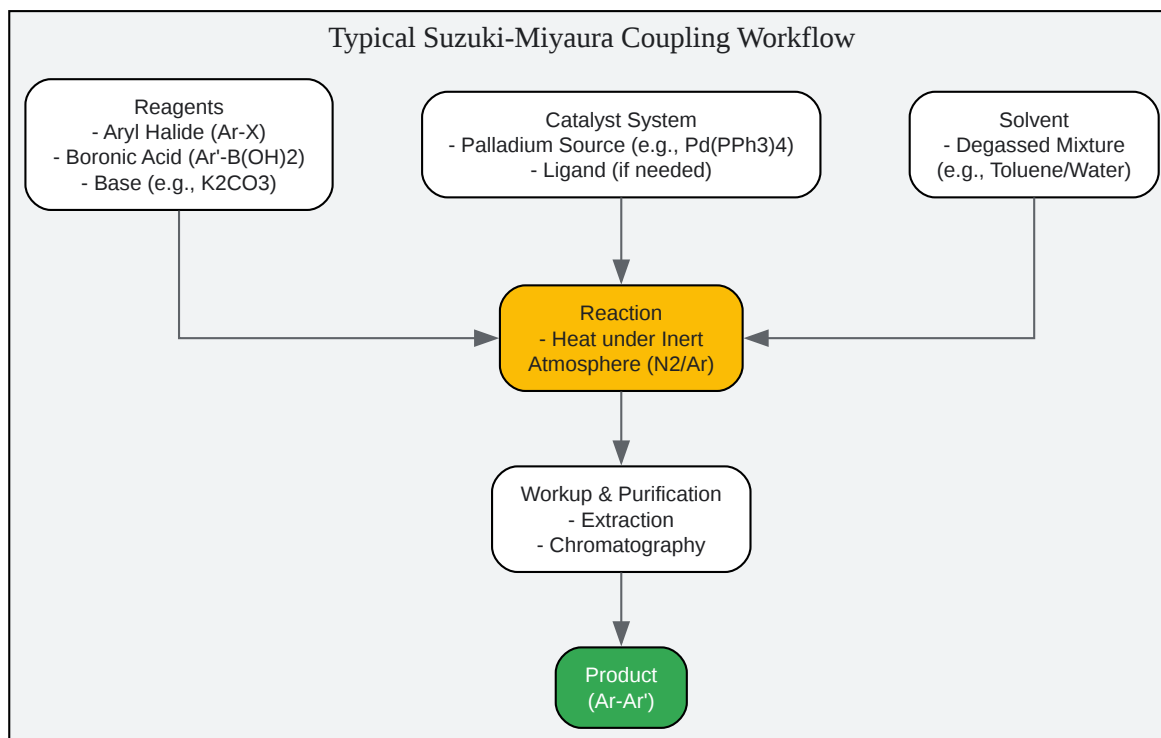 Typical Suzuki-Miyaura Coupling Workflow
Reagents
- Aryl Halide (Ar-X)
- Boronic Acid (Ar'-B(OH)2)
- Base (e.g., K2CO3)
Catalyst System
- Palladium Source (e.g., Pd(PPh3)4)
- Ligand (if needed)
Solvent
- Degassed Mixture
(e.g., Toluene/Water)
Reaction
- Heat under Inert
Atmosphere (N2/Ar)
Workup & Purification
- Extraction
- Chromatography
Product
(Ar-Ar')